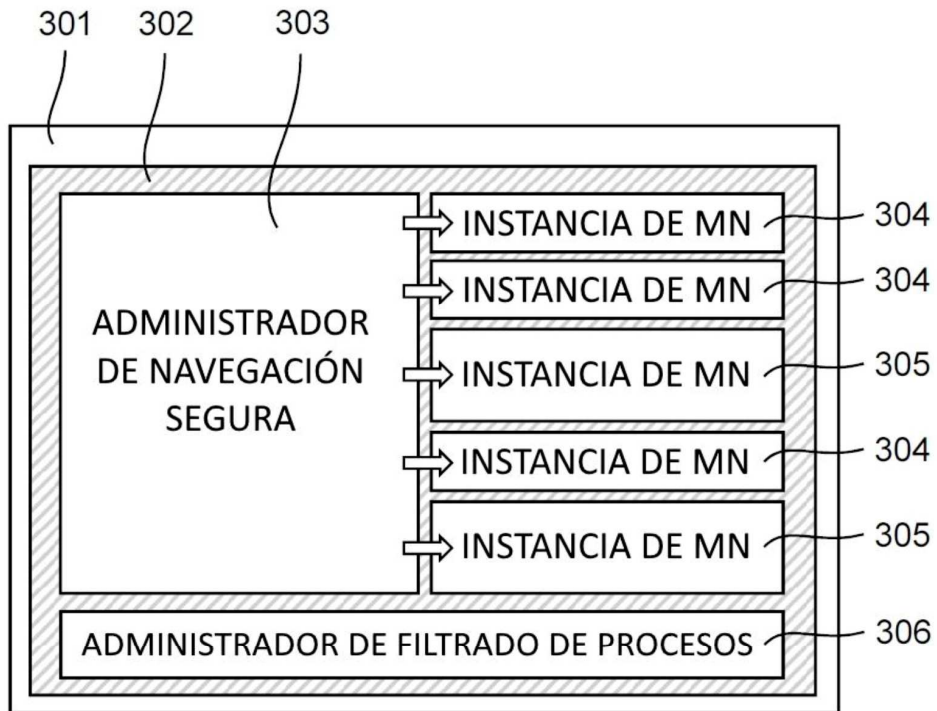 301 302 303
INSTANCIA DE MN 304
INSTANCIA DE MN 304
ADMINISTRADOR
DE NAVEGACIÓN
SEGURA
INSTANCIA DE MN 305
INSTANCIA DE MN 304
INSTANCIA DE MN 305
ADMINISTRADOR DE FILTRADO DE PROCESOS 306